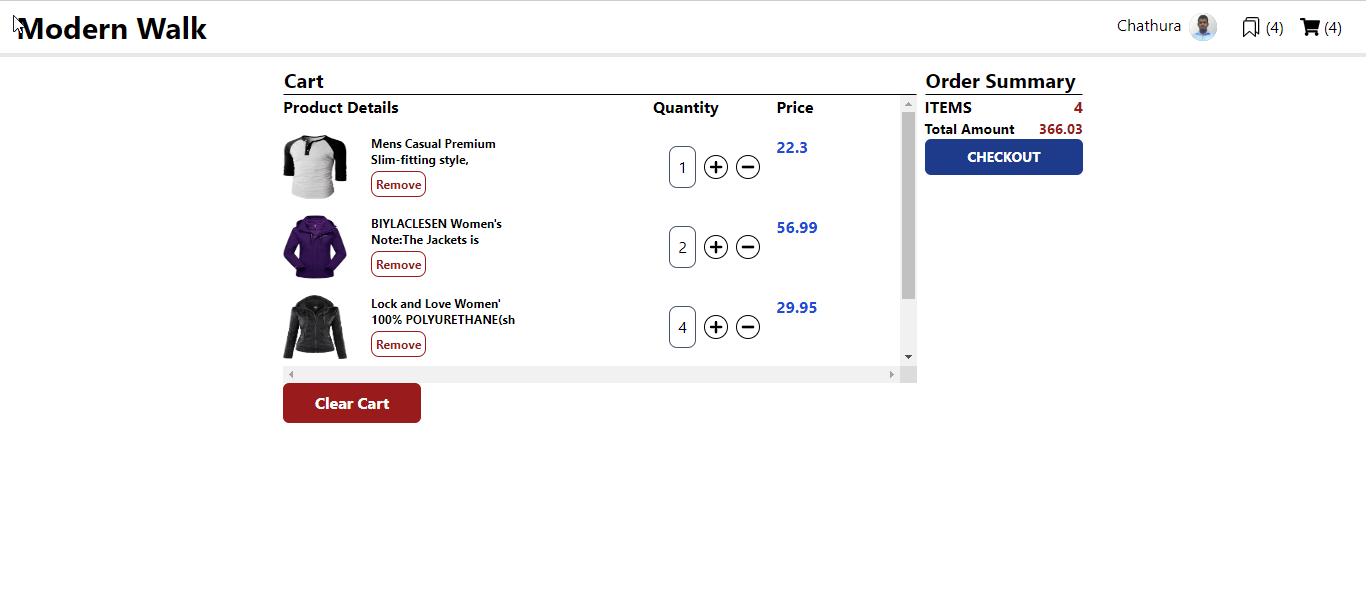 Modern Walk
Chathura
(4)
(4)
Cart
Product Details
Quantity
Price
Mens Casual Premium
Slim-fitting style,
Remove
1
22.3
BIYLACLESEN Women's
Note:The Jackets is
Remove
2
56.99
Lock and Love Women'
100% POLYURETHANE(sh
Remove
4
29.95
Clear Cart
Order Summary
ITEMS 4
Total Amount 366.03
CHECKOUT